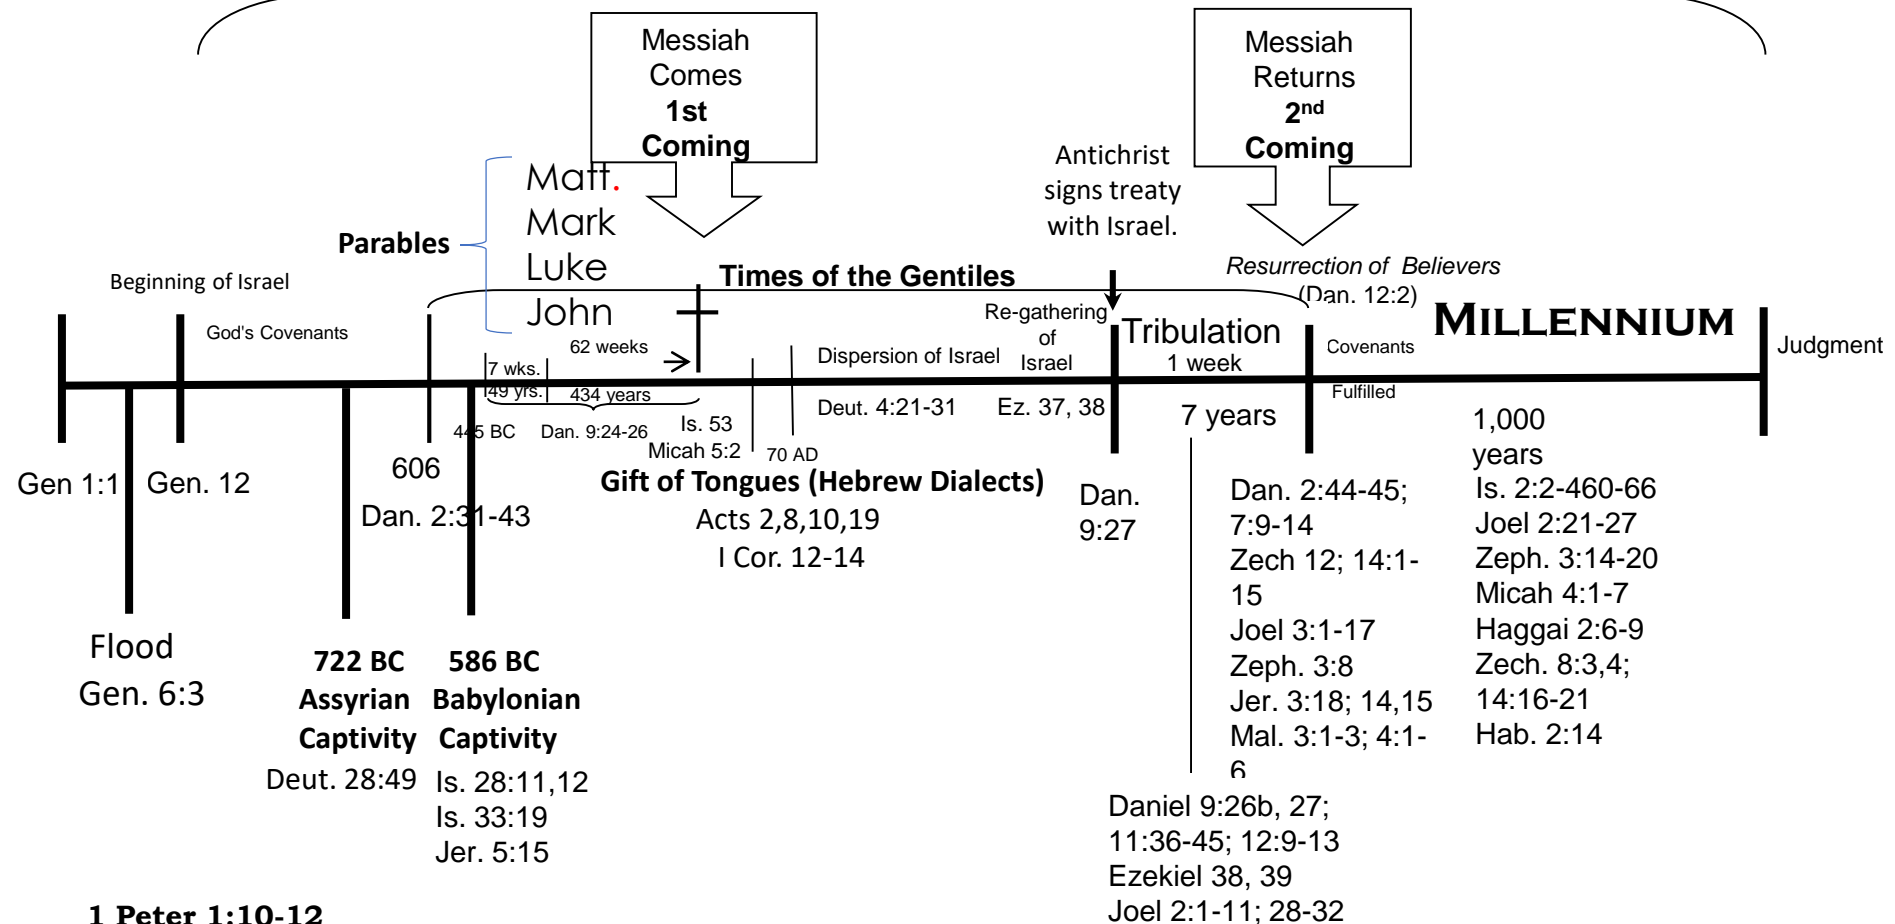 Messiah
Comes
1st
Coming
Messiah
Returns
2nd
Coming
Antichrist
signs treaty
with Israel.
Parables
Matt.
Mark
Luke
John
Times of the Gentiles
Resurrection of Believers
(Dan. 12:2)
Beginning of Israel
God's Covenants
62 weeks
7 wks.
49 yrs.
434 years
Dispersion of Israel
Re-gathering
of
Israel
Tribulation
1 week
MILLENNIUM
Covenants
Fulfilled
Judgment
Deut. 4:21-31
Ez. 37, 38
7 years
445 BC
Dan. 9:24-26
Is. 53
Micah 5:2
70 AD
606
Dan. 2:31-43
Gen 1:1
Gen. 12
Gift of Tongues (Hebrew Dialects)
Acts 2,8,10,19
I Cor. 12-14
Dan.
9:27
1,000
years
Is. 2:2-460-66
Joel 2:21-27
Zeph. 3:14-20
Micah 4:1-7
Haggai 2:6-9
Zech. 8:3,4;
14:16-21
Hab. 2:14
Dan. 2:44-45;
7:9-14
Zech 12; 14:1-
15
Joel 3:1-17
Zeph. 3:8
Jer. 3:18; 14,15
Mal. 3:1-3; 4:1-
6
Flood
Gen. 6:3
722 BC
Assyrian
Captivity
Deut. 28:49
586 BC
Babylonian
Captivity
Is. 28:11,12
Is. 33:19
Jer. 5:15
Daniel 9:26b, 27;
11:36-45; 12:9-13
Ezekiel 38, 39
Joel 2:1-11; 28-32
1 Peter 1:10-12